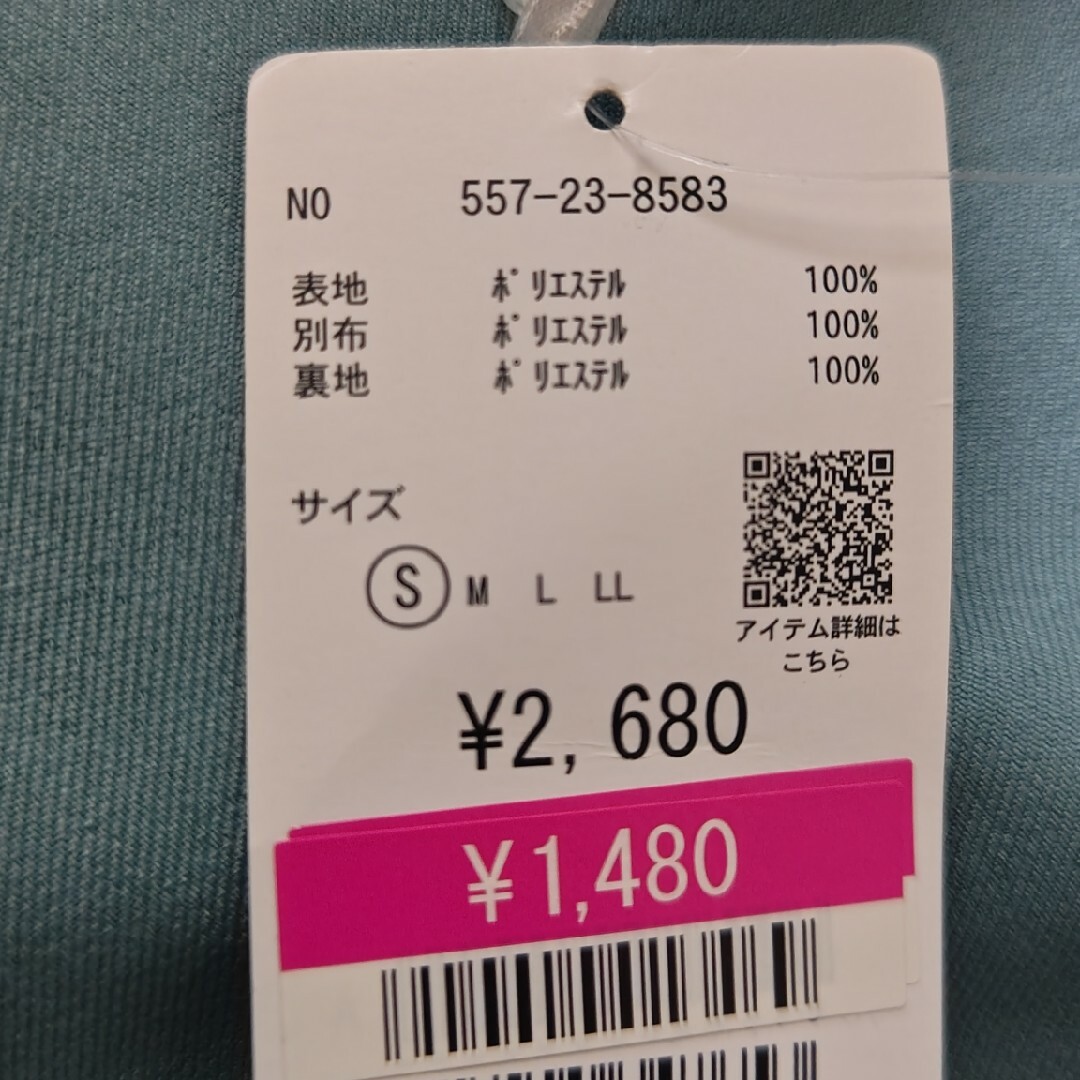 NO 557-23-8583
表地 ﾎﾟﾘｴｽﾃﾙ 100%
別布 ﾎﾟﾘｴｽﾃﾙ 100%
裏地 ﾎﾟﾘｴｽﾃﾙ 100%
サイズ
S M L LL
アイテム詳細は
こちら
¥2,680
¥1,480